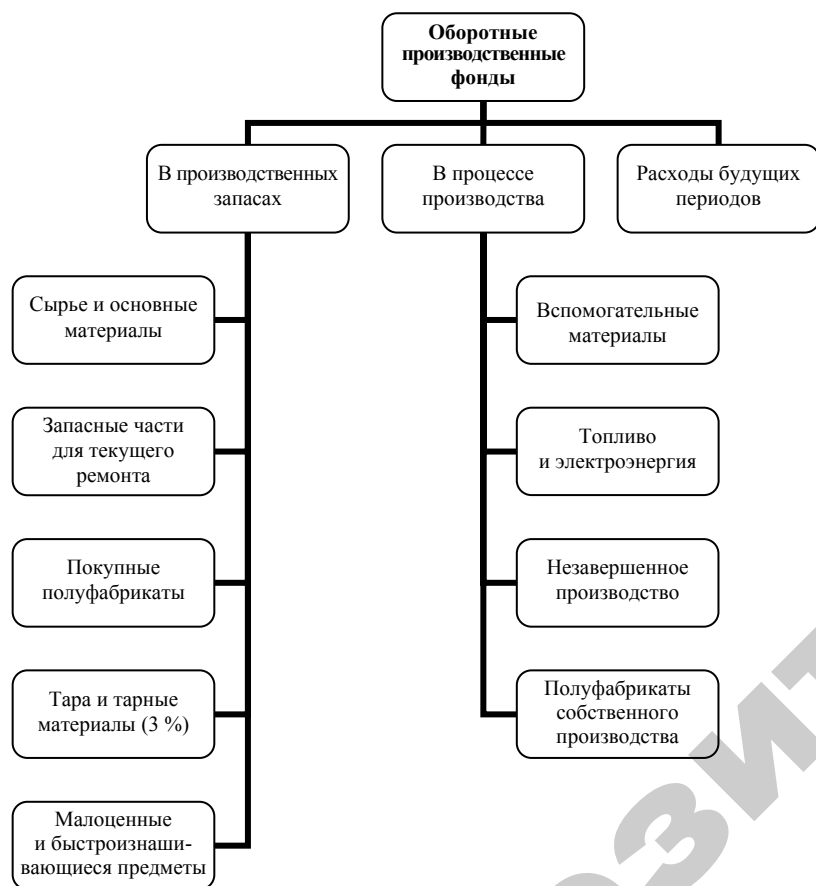 Оборотные
производственные
фонды
В производственных
запасах
В процессе
производства
Расходы будущих
периодов
Сырье и основные
материалы
Запасные части
для текущего
ремонта
Покупные
полуфабрикаты
Тара и тарные
материалы (3 %)
Малоценные
и быстроизнаши-
вающиеся предметы
Вспомогательные
материалы
Топливо
и электроэнергия
Незавершенное
производство
Полуфабрикаты
собственного
производства